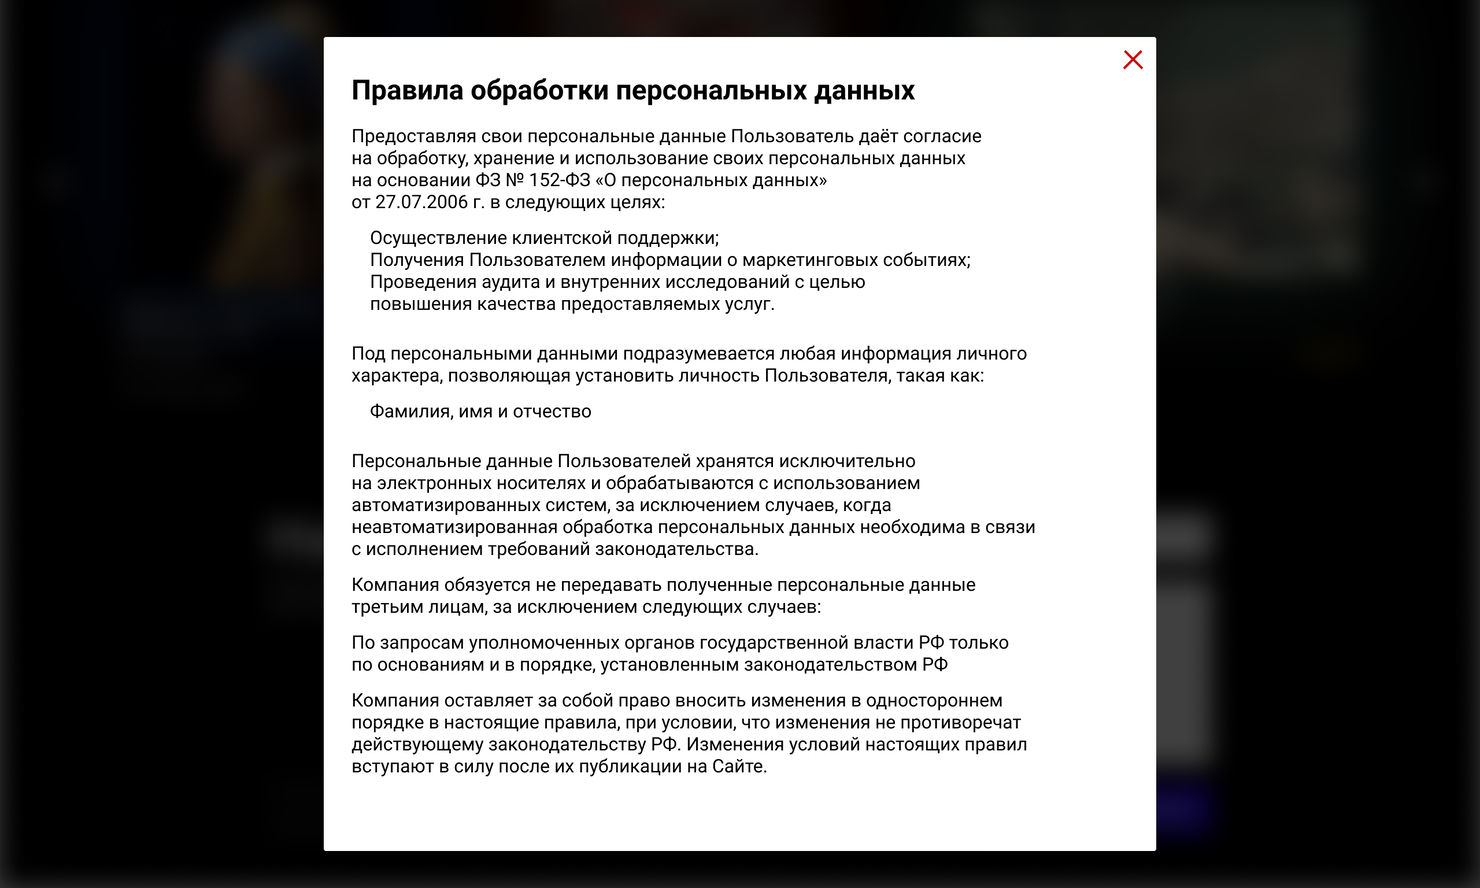 Правила обработки персональных данных
Предоставляя свои персональные данные Пользователь даёт согласие
на обработку, хранение и использование своих персональных данных
на основании ФЗ № 152-ФЗ «О персональных данных»
от 27.07.2006 г. в следующих целях:
Осуществление клиентской поддержки;
Получения Пользователем информации о маркетинговых событиях;
Проведения аудита и внутренних исследований с целью
повышения качества предоставляемых услуг.
Под персональными данными подразумевается любая информация личного
характера, позволяющая установить личность Пользователя, такая как:
Фамилия, имя и отчество
Персональные данные Пользователей хранятся исключительно
на электронных носителях и обрабатываются с использованием
автоматизированных систем, за исключением случаев, когда
неавтоматизированная обработка персональных данных необходима в связи
с исполнением требований законодательства.
Компания обязуется не передавать полученные персональные данные
третьим лицам, за исключением следующих случаев:
По запросам уполномоченных органов государственной власти РФ только
по основаниям и в порядке, установленным законодательством РФ
Компания оставляет за собой право вносить изменения в одностороннем
порядке в настоящие правила, при условии, что изменения не противоречат
действующему законодательству РФ. Изменения условий настоящих правил
вступают в силу после их публикации на Сайте.